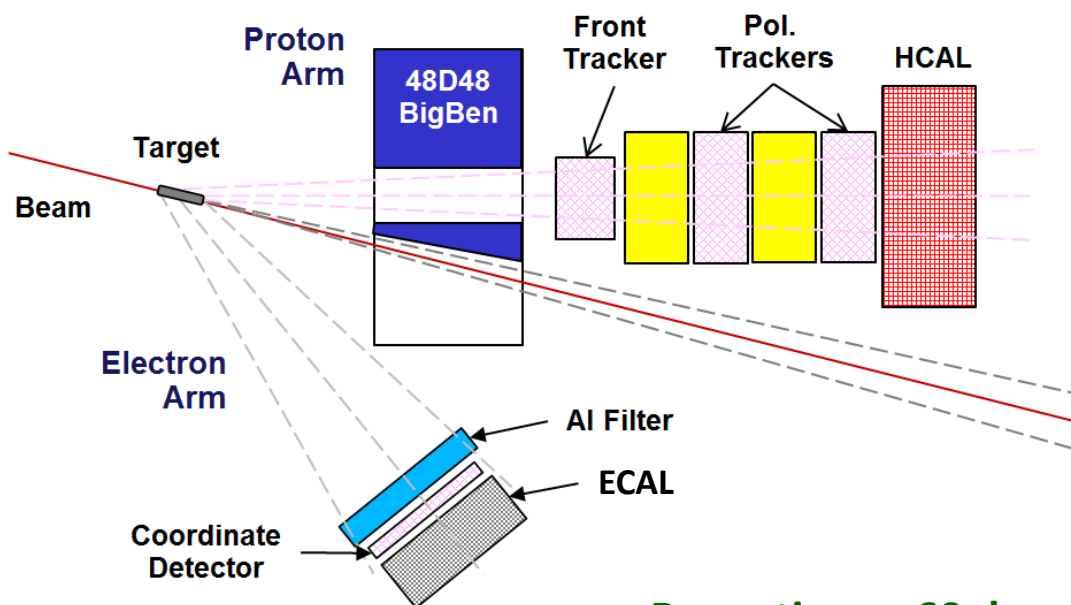 Proton
Arm
48D48
BigBen
Front
Tracker
Pol.
Trackers
HCAL
Target
Beam
Electron
Arm
Al Filter
ECAL
Coordinate
Detector